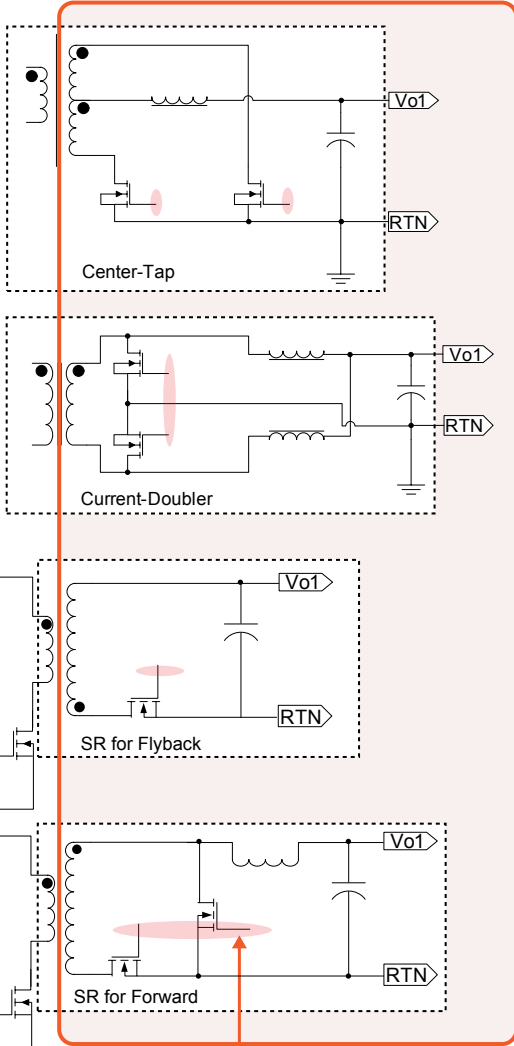 Vo1
RTN
Center-Tap
Vo1
RTN
Current-Doubler
Vo1
RTN
SR for Flyback
Vo1
RTN
SR for Forward